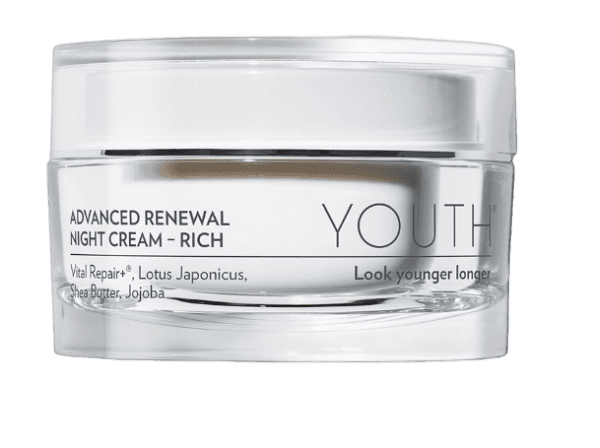 ADVANCED RENEWAL
NIGHT CREAM – RICH
Vital Repair+®, Lotus Japonicus,
Shea Butter, Jojoba
YOUTH®
Look younger longer